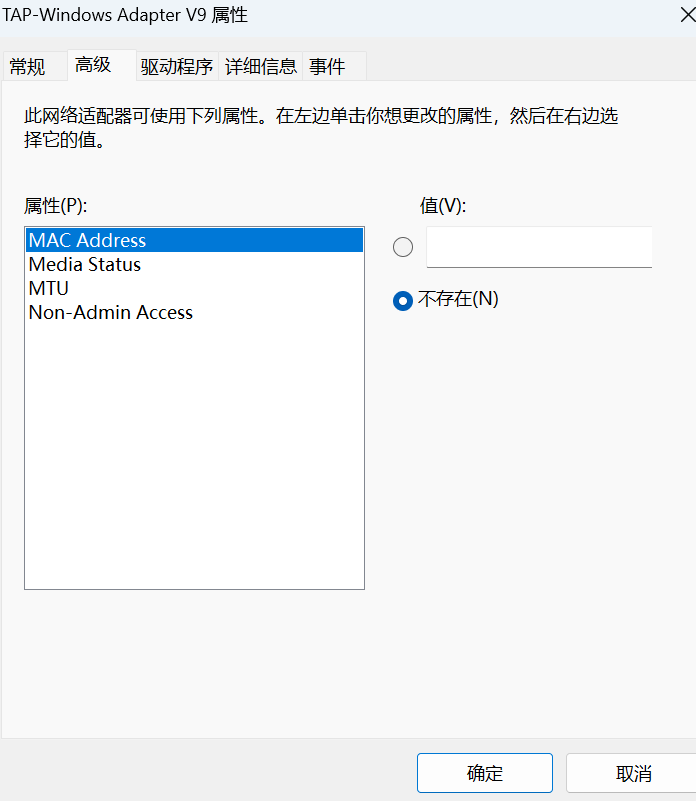 TAP-Windows Adapter V9 属性
常规 高级 驱动程序 详细信息 事件
此网络适配器可使用下列属性。在左边单击你想更改的属性，然后在右边选
择它的值。
属性(P):
值(V):
MAC Address
Media Status
MTU
Non-Admin Access
不存在(N)
确定
取消